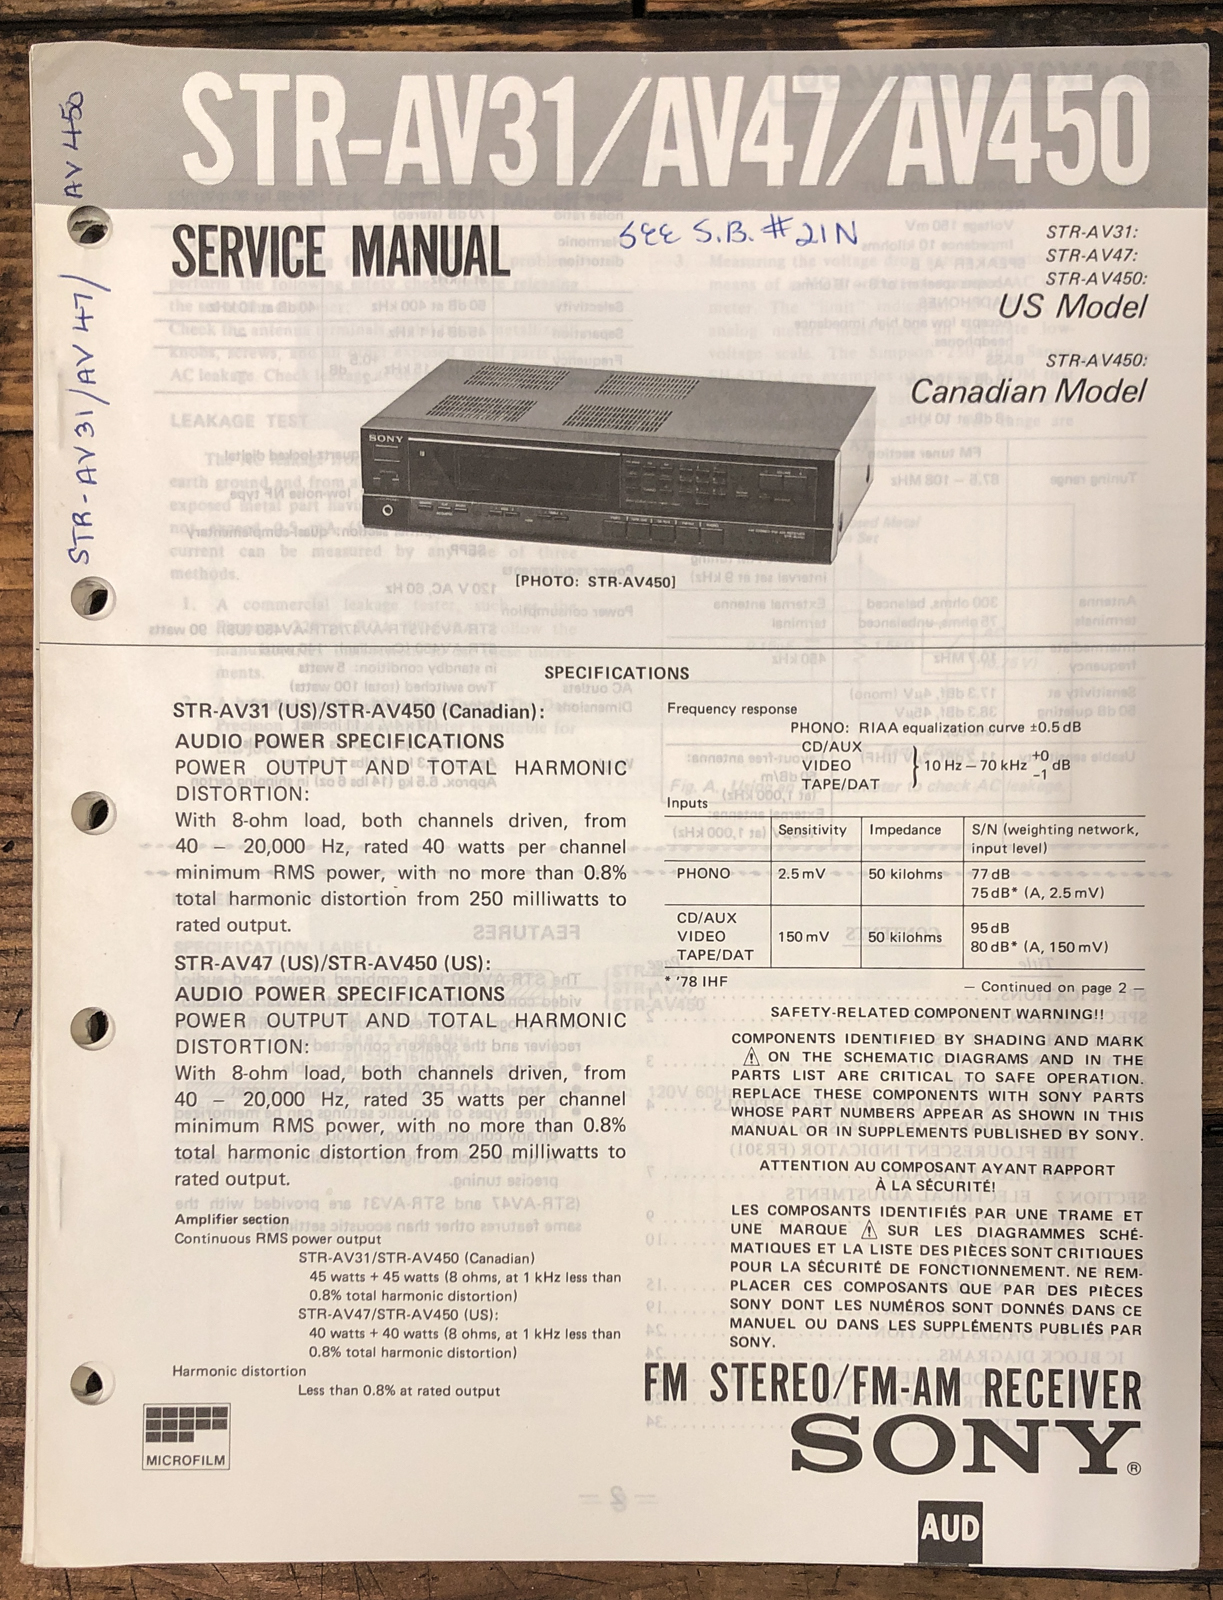 STR-AV31/AV47/AV450
STR-AV31/AV47/AV450
SERVICE MANUAL
SEE S.B. #21N
STR-AV31:
STR-AV47:
STR-AV450:
US Model
STR-AV450:
Canadian Model
SONY
[PHOTO: STR-AV450]
SPECIFICATIONS
STR-AV31 (US)/STR-AV450 (Canadian):
AUDIO POWER SPECIFICATIONS
POWER OUTPUT AND TOTAL HARMONIC
DISTORTION:
With 8-ohm load, both channels driven, from
40 – 20,000 Hz, rated 40 watts per channel
minimum RMS power, with no more than 0.8%
total harmonic distortion from 250 milliwatts to
rated output.
STR-AV47 (US)/STR-AV450 (US):
AUDIO POWER SPECIFICATIONS
POWER OUTPUT AND TOTAL HARMONIC
DISTORTION:
With 8-ohm load, both channels driven, from
40 – 20,000 Hz, rated 35 watts per channel
minimum RMS power, with no more than 0.8%
total harmonic distortion from 250 milliwatts to
rated output.
Amplifier section
Continuous RMS power output
STR-AV31/STR-AV450 (Canadian)
45 watts + 45 watts (8 ohms, at 1 kHz less than
0.8% total harmonic distortion)
STR-AV47/STR-AV450 (US):
40 watts + 40 watts (8 ohms, at 1 kHz less than
0.8% total harmonic distortion)
Harmonic distortion
Less than 0.8% at rated output
MICROFILM
Frequency response
PHONO: RIAA equalization curve ±0.5 dB
CD/AUX
VIDEO } 10 Hz – 70 kHz +0 -1 dB
TAPE/DAT
Inputs
Sensitivity Impedance S/N (weighting network,
input level)
PHONO 2.5 mV 50 kilohms 77 dB
75 dB* (A, 2.5 mV)
CD/AUX 95 dB
VIDEO 150 mV 50 kilohms
TAPE/DAT 80 dB* (A, 150 mV)
* '78 IHF
— Continued on page 2 —
SAFETY-RELATED COMPONENT WARNING!!
COMPONENTS IDENTIFIED BY SHADING AND MARK
⚠ ON THE SCHEMATIC DIAGRAMS AND IN THE
PARTS LIST ARE CRITICAL TO SAFE OPERATION.
REPLACE THESE COMPONENTS WITH SONY PARTS
WHOSE PART NUMBERS APPEAR AS SHOWN IN THIS
MANUAL OR IN SUPPLEMENTS PUBLISHED BY SONY.
ATTENTION AU COMPOSANT AYANT RAPPORT
À LA SÉCURITÉ!
LES COMPOSANTS IDENTIFIÉS PAR UNE TRAME ET
UNE MARQUE ⚠ SUR LES DIAGRAMMES SCHÉ-
MATIQUES ET LA LISTE DES PIÈCES SONT CRITIQUES
POUR LA SÉCURITÉ DE FONCTIONNEMENT. NE REM-
PLACER CES COMPOSANTS QUE PAR DES PIÈCES
SONY DONT LES NUMÉROS SONT DONNÉS DANS CE
MANUEL OU DANS LES SUPPLÉMENTS PUBLIÉS PAR
SONY.
FM STEREO/FM-AM RECEIVER
SONY®
AUD